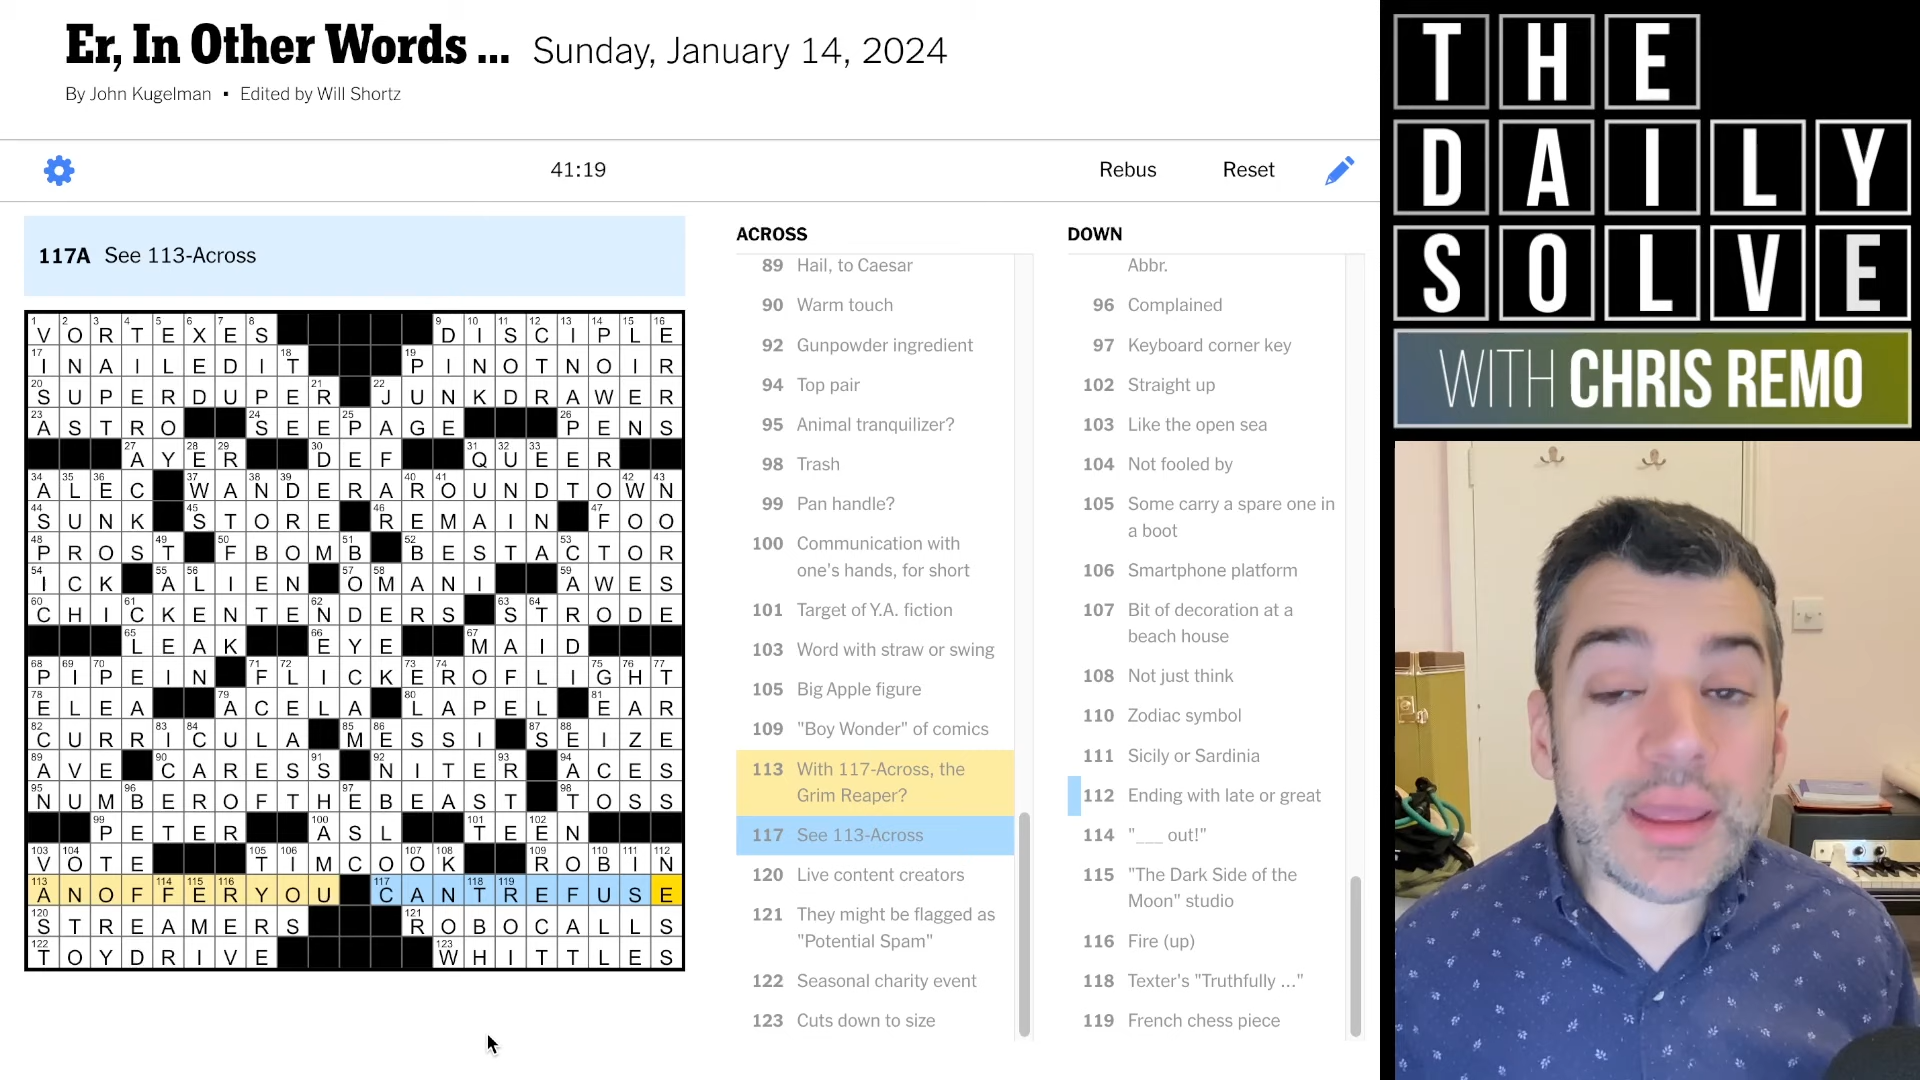 Er, In Other Words ... Sunday, January 14, 2024
By John Kugelman ▪ Edited by Will Shortz
41:19 Rebus Reset
117A See 113-Across
VORTEXES DISCIPLE
INAILEDIT PINOTNOIR
SUPERDUPER JUNKDRAWER
ASTRO SEEPAGE PENS
AYER DEF QUEER
ALEC WANDERAROUNDTOWN
SUNK STORE REMAIN FOO
PROST FBOMB BESTACTOR
ICK ALIEN OMANI AWES
CHICKENTENDERS STRODE
LEAK EYE MAID
PIPEIN FLICKEROFLIGHT
ELEA ACELA LAPEL EAR
CURRICULA MESSI SEIZE
AVE CARESS NITER ACES
NUMBEROFTHEBEAST TOSS
PETER ASL TEEN
VOTE TIMCOOK ROBIN
ANOFFERYOU CANTREFUSE
STREAMERS ROBOCALLS
TOYDRIVE WHITTLES
ACROSS
89 Hail, to Caesar
90 Warm touch
92 Gunpowder ingredient
94 Top pair
95 Animal tranquilizer?
98 Trash
99 Pan handle?
100 Communication with
one's hands, for short
101 Target of Y.A. fiction
103 Word with straw or swing
105 Big Apple figure
109 "Boy Wonder" of comics
113 With 117-Across, the
Grim Reaper?
117 See 113-Across
120 Live content creators
121 They might be flagged as
"Potential Spam"
122 Seasonal charity event
123 Cuts down to size
DOWN
Abbr.
96 Complained
97 Keyboard corner key
102 Straight up
103 Like the open sea
104 Not fooled by
105 Some carry a spare one in
a boot
106 Smartphone platform
107 Bit of decoration at a
beach house
108 Not just think
110 Zodiac symbol
111 Sicily or Sardinia
112 Ending with late or great
114 "___ out!"
115 "The Dark Side of the
Moon" studio
116 Fire (up)
118 Texter's "Truthfully ..."
119 French chess piece
THE
DAILY
SOLVE
WITH CHRIS REMO